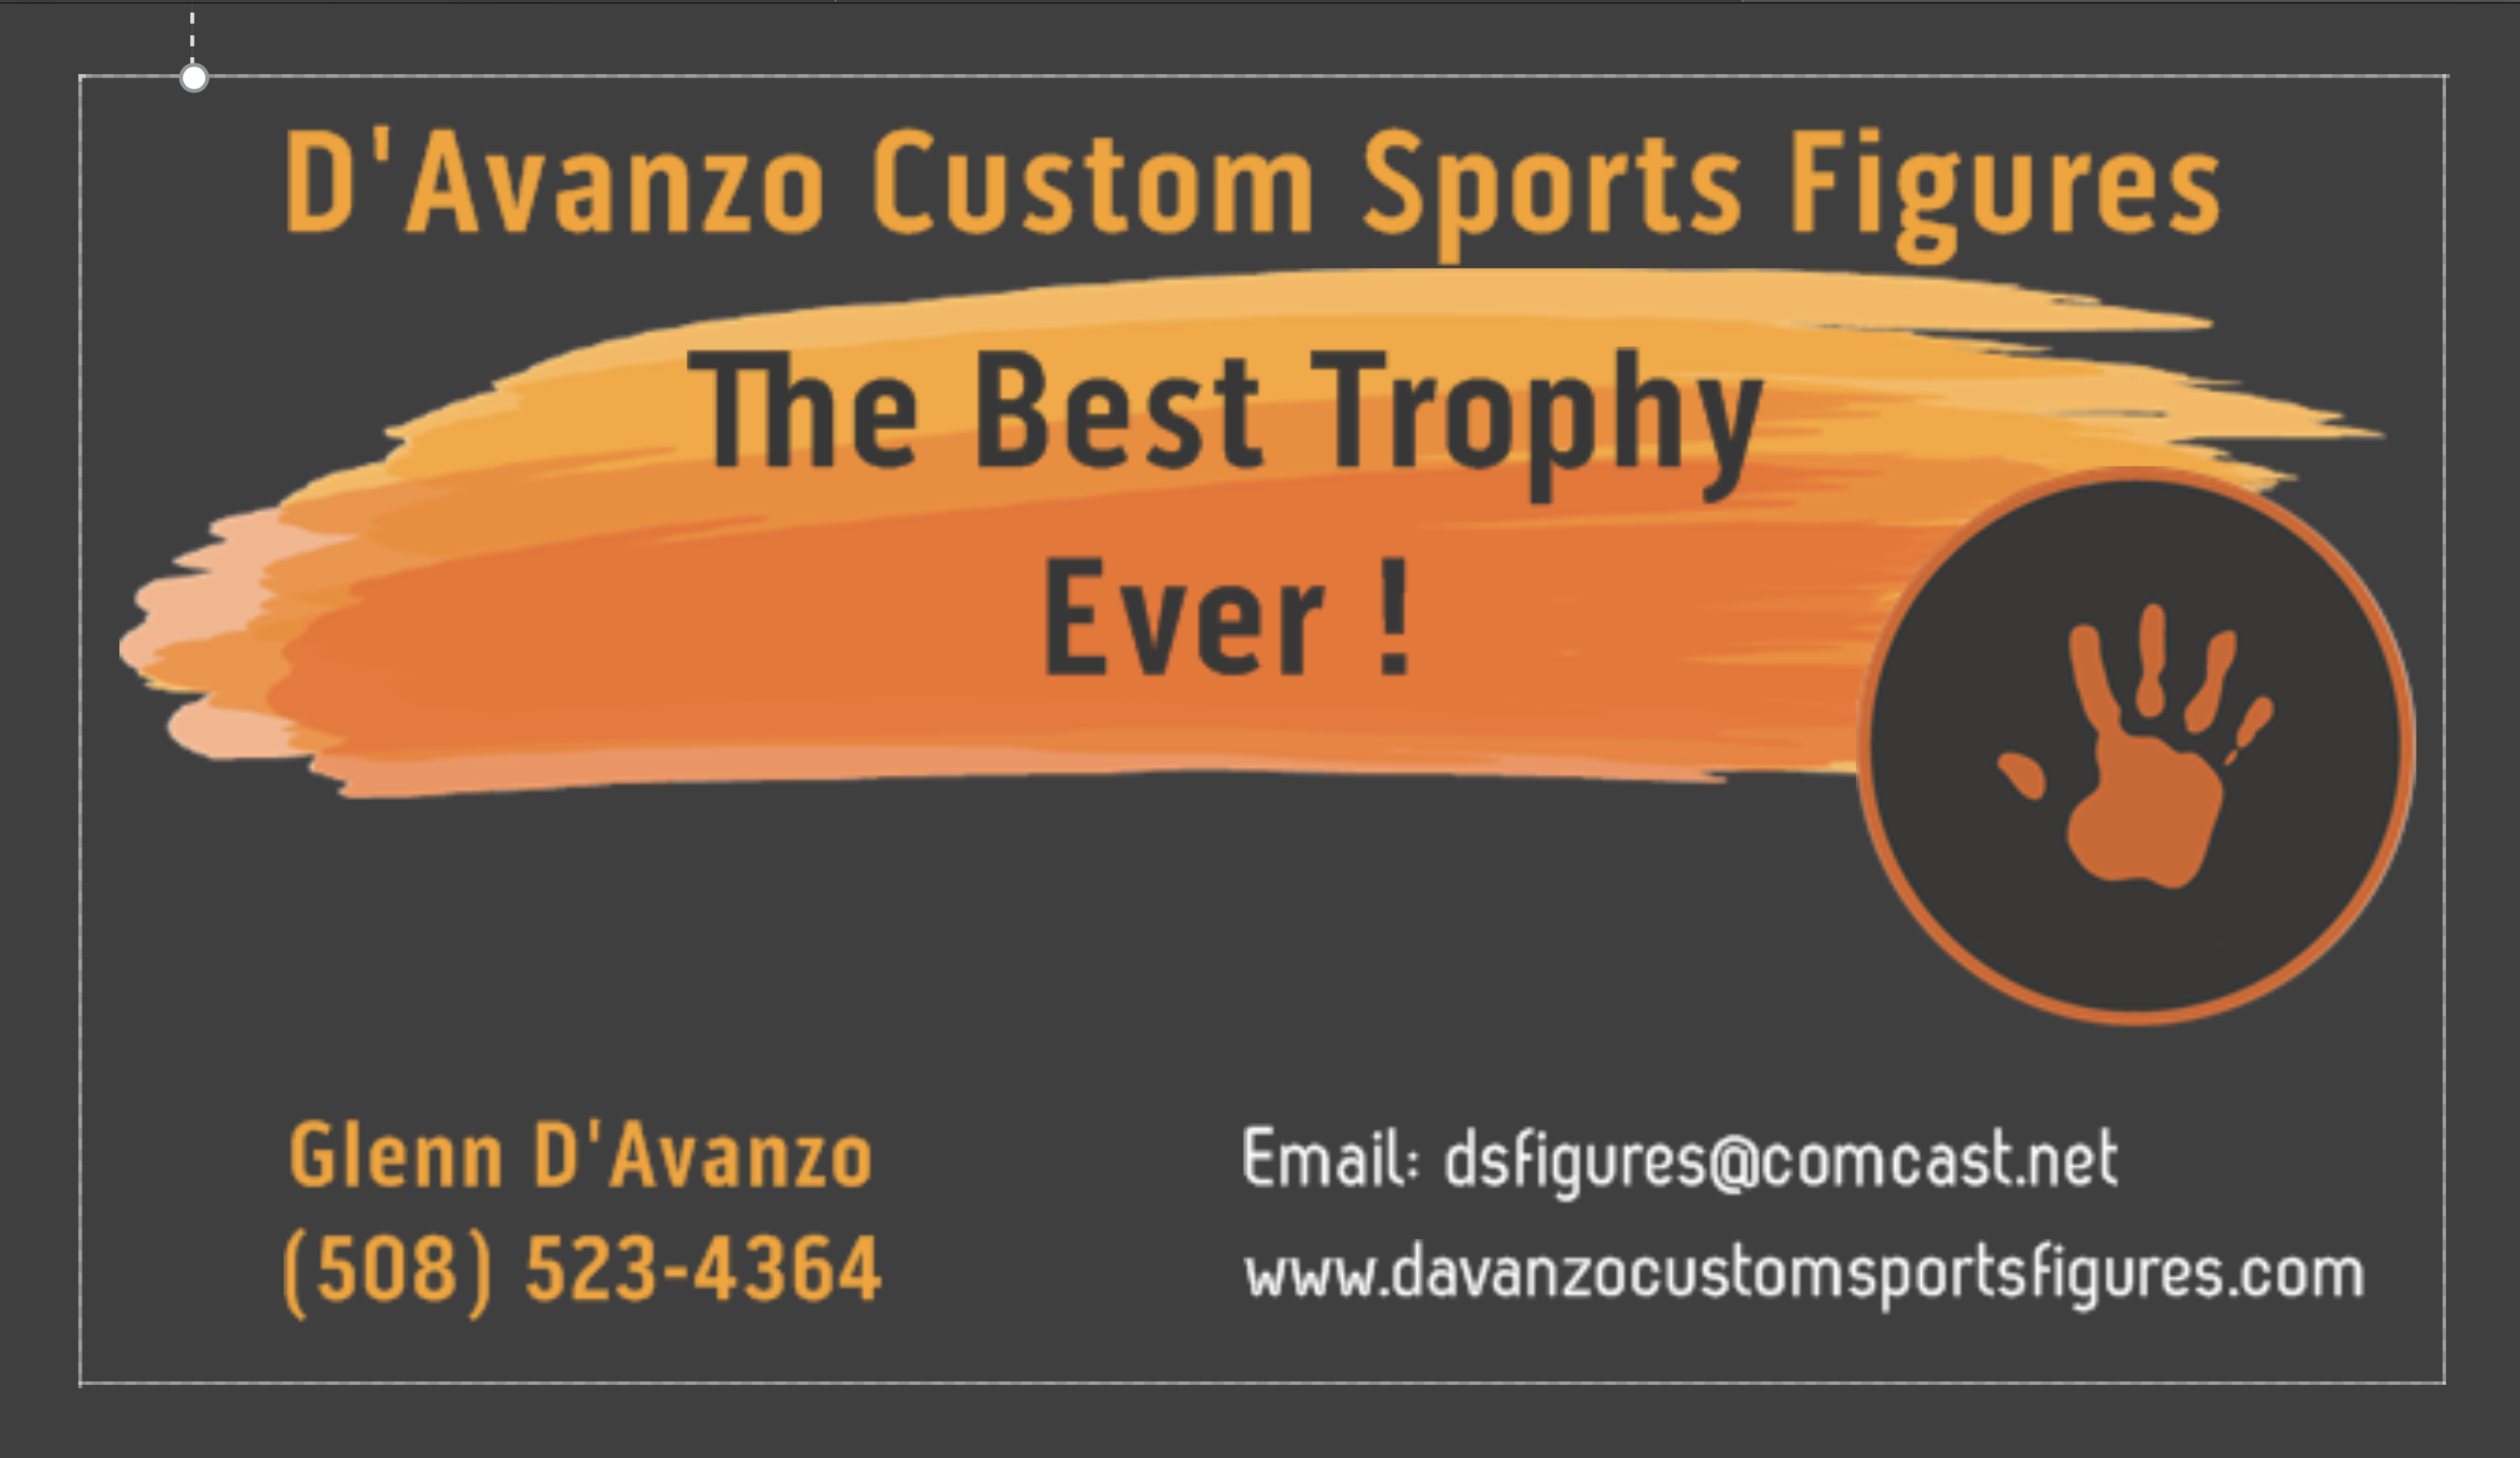 D'Avanzo Custom Sports Figures
The Best Trophy
Ever !
Glenn D'Avanzo
(508) 523-4364
Email: dsfigures@comcast.net
www.davanzocustomsportsfigures.com